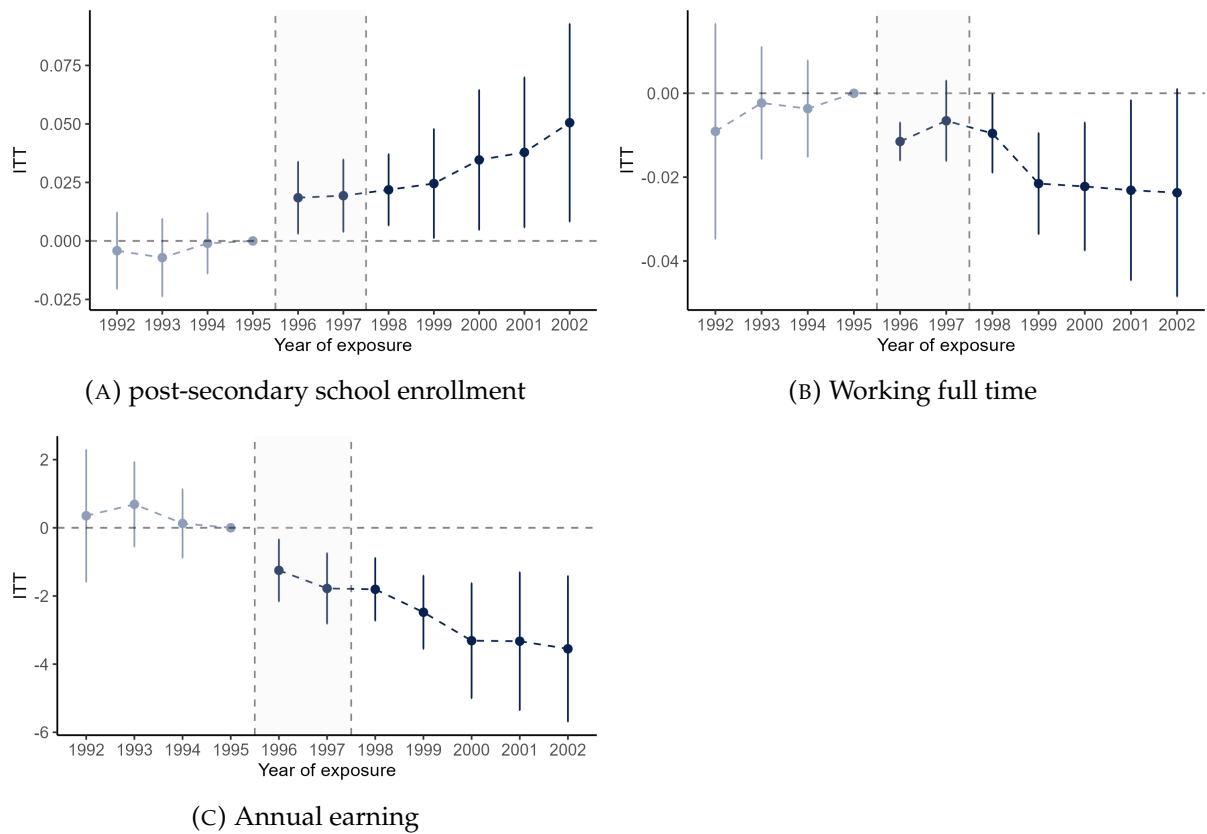 0.075
0.050
0.025
0.000
-0.025
ITT
1992 1993 1994 1995 1996 1997 1998 1999 2000 2001 2002
Year of exposure
(A) post-secondary school enrollment
0.00
-0.02
-0.04
ITT
1992 1993 1994 1995 1996 1997 1998 1999 2000 2001 2002
Year of exposure
(B) Working full time
2
0
-2
-4
-6
ITT
1992 1993 1994 1995 1996 1997 1998 1999 2000 2001 2002
Year of exposure
(C) Annual earning